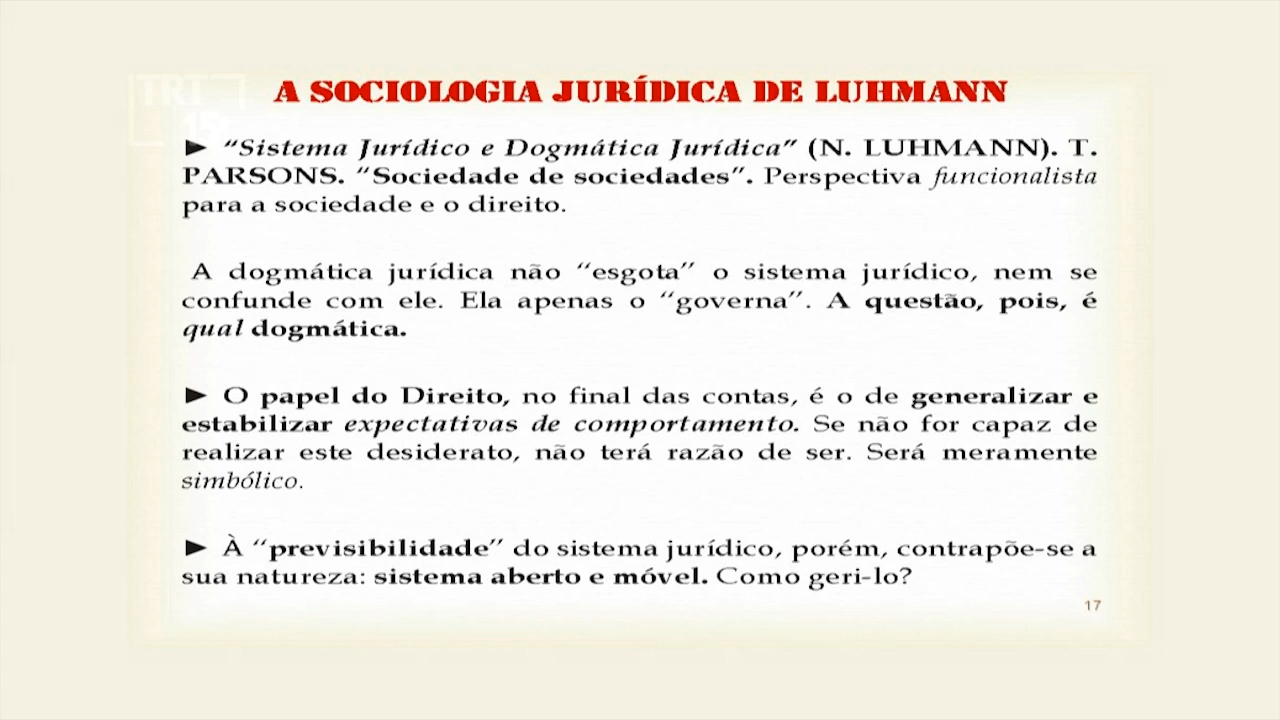 TRT
15
A SOCIOLOGIA JURÍDICA DE LUHMANN
► “Sistema Jurídico e Dogmática Jurídica” (N. LUHMANN). T.
PARSONS. “Sociedade de sociedades”. Perspectiva funcionalista
para a sociedade e o direito.
A dogmática jurídica não “esgota” o sistema jurídico, nem se
confunde com ele. Ela apenas o “governa”. A questão, pois, é
qual dogmática.
► O papel do Direito, no final das contas, é o de generalizar e
estabilizar expectativas de comportamento. Se não for capaz de
realizar este desiderato, não terá razão de ser. Será meramente
simbólico.
► À “previsibilidade” do sistema jurídico, porém, contrapõe-se a
sua natureza: sistema aberto e móvel. Como geri-lo?
17